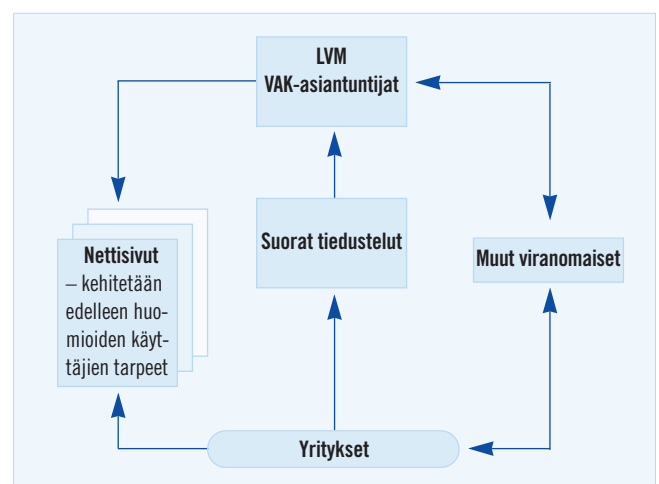 LVM
VAK-asiantuntijat
Suorat tiedustelut
Muut viranomaiset
Nettisivut
– kehitetään
edelleen huo-
mioiden käyt-
täjien tarpeet
Yritykset